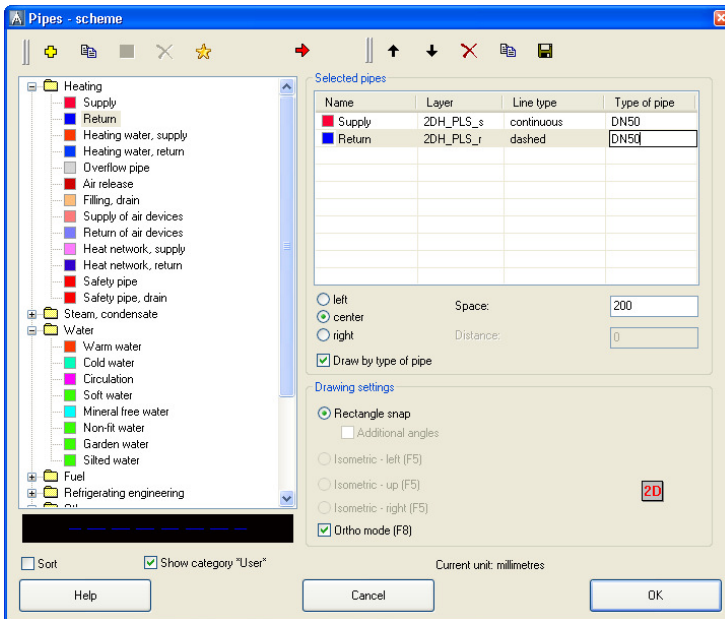 Pipes - scheme
Heating
Supply
Return
Heating water, supply
Heating water, return
Overflow pipe
Air release
Filling, drain
Supply of air devices
Return of air devices
Heat network, supply
Heat network, return
Safety pipe
Safety pipe, drain
Steam, condensate
Water
Warm water
Cold water
Circulation
Soft water
Mineral free water
Non-fit water
Garden water
Silted water
Fuel
Refrigerating engineering
Sort
Show category "User"
Selected pipes
Name Layer Line type Type of pipe
Supply 2DH_PLS_s continuous DN50
Return 2DH_PLS_r dashed DN50
left
center
right
Space: 200
Distance: 0
Draw by type of pipe
Drawing settings
Rectangle snap
Additional angles
Isometric - left (F5)
Isometric - up (F5)
Isometric - right (F5)
2D
Ortho mode (F8)
Current unit: millimetres
Help Cancel OK